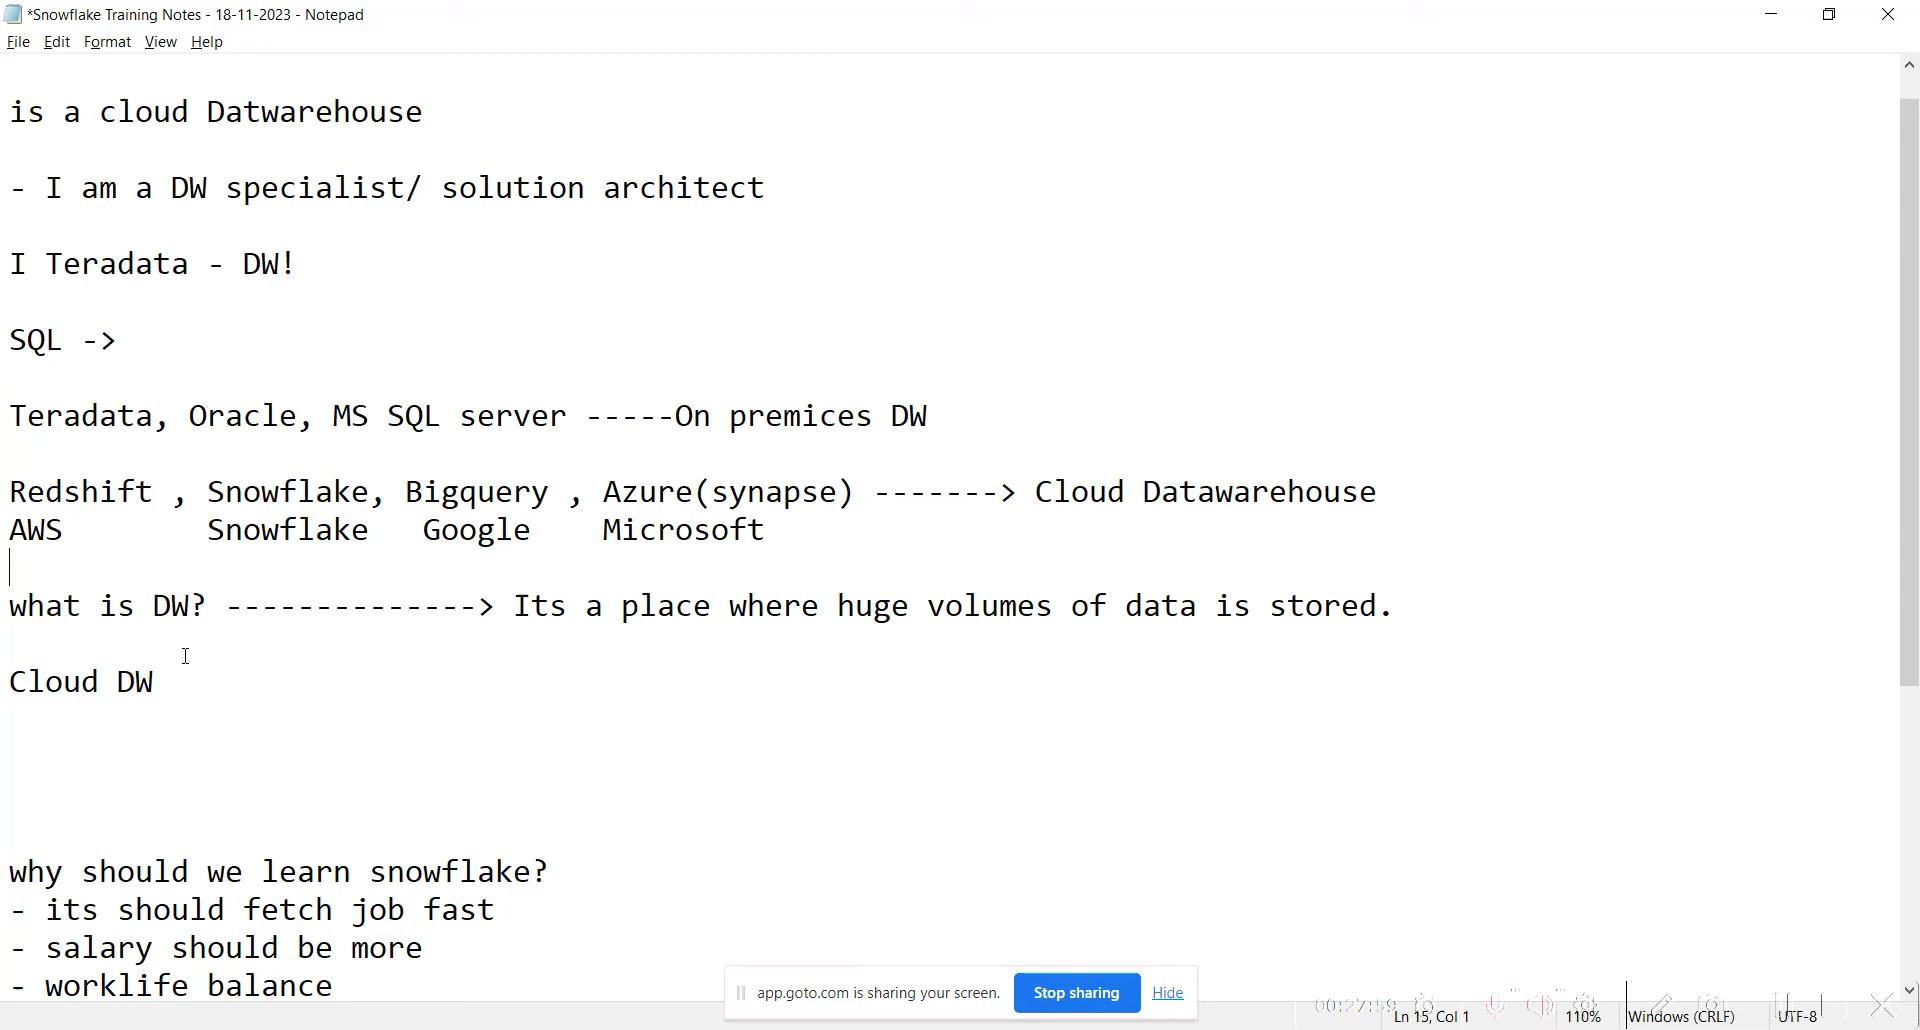 *Snowflake Training Notes - 18-11-2023 - Notepad
File Edit Format View Help
is a cloud Datwarehouse
- I am a DW specialist/ solution architect
I Teradata - DW!
SQL ->
Teradata, Oracle, MS SQL server -----On premices DW
Redshift , Snowflake, Bigquery , Azure(synapse) -------> Cloud Datawarehouse
AWS Snowflake Google Microsoft
what is DW? --------------> Its a place where huge volumes of data is stored.
Cloud DW
why should we learn snowflake?
- its should fetch job fast
- salary should be more
- worklife balance
app.goto.com is sharing your screen. Stop sharing Hide
00:27:59
Ln 15, Col 1 110% Windows (CRLF) UTF-8